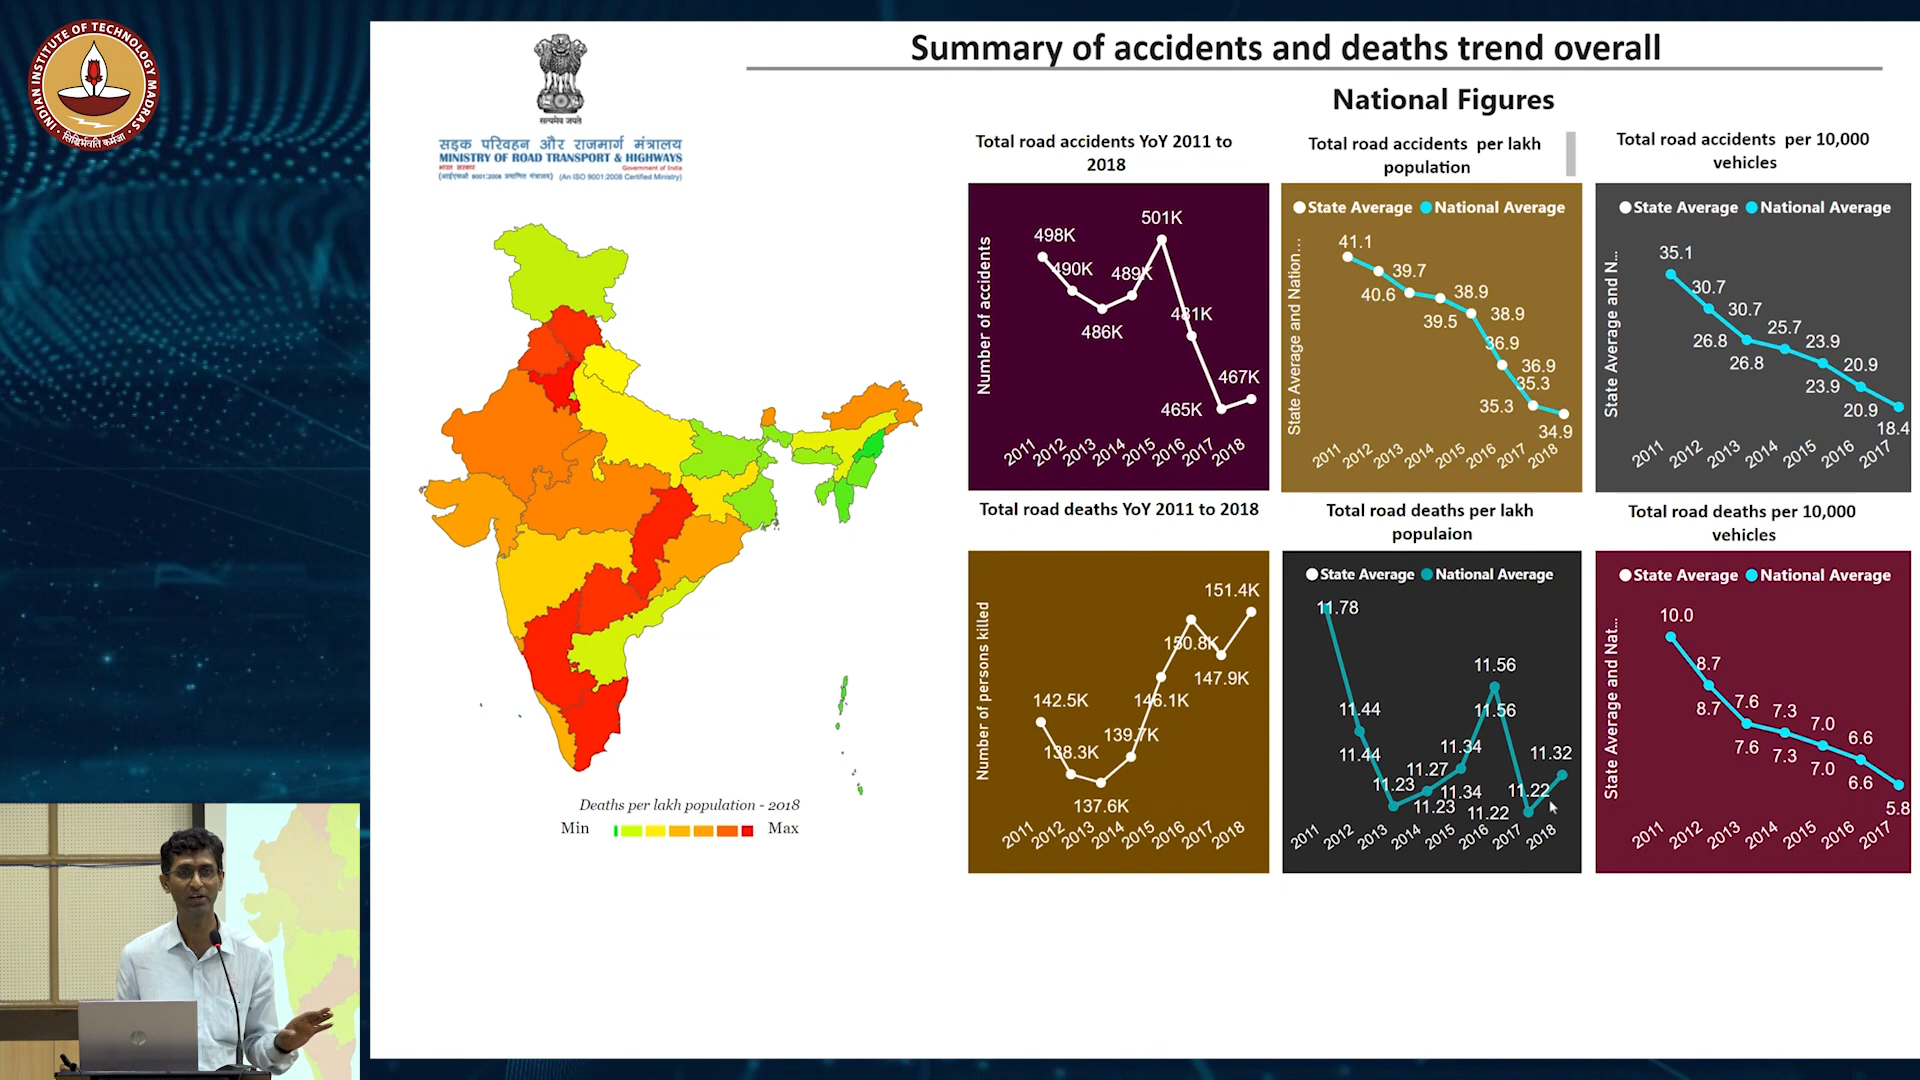 INDIAN INSTITUTE OF TECHNOLOGY MADRAS
सिद्धिर्भवति कर्मजा
सत्यमेव जयते
सड़क परिवहन और राजमार्ग मंत्रालय
MINISTRY OF ROAD TRANSPORT & HIGHWAYS
भारत सरकार Government of India
(आईएसओ 9001:2008 प्रमाणित मंत्रालय) (An ISO 9001:2008 Certified Ministry)
Summary of accidents and deaths trend overall
National Figures
Total road accidents YoY 2011 to
2018
Number of accidents
498K
490K
486K
489K
501K
481K
465K
467K
2011 2012 2013 2014 2015 2016 2017 2018
Total road accidents per lakh
population
State Average National Average
State Average and Nation...
41.1
39.7
40.6
38.9
39.5
38.9
36.9
36.9
35.3
35.3
34.9
2011 2012 2013 2014 2015 2016 2017 2018
Total road accidents per 10,000
vehicles
State Average National Average
State Average and N...
35.1
30.7
30.7
26.8
25.7
26.8
23.9
23.9
20.9
20.9
18.4
2011 2012 2013 2014 2015 2016 2017
Total road deaths YoY 2011 to 2018
Number of persons killed
142.5K
138.3K
137.6K
139.7K
146.1K
150.8K
147.9K
151.4K
2011 2012 2013 2014 2015 2016 2017 2018
Total road deaths per lakh
populaion
State Average National Average
11.78
11.44
11.44
11.23
11.27
11.23
11.34
11.34
11.56
11.56
11.22
11.22
11.32
2011 2012 2013 2014 2015 2016 2017 2018
Total road deaths per 10,000
vehicles
State Average National Average
State Average and Nat...
10.0
8.7
8.7
7.6
7.6
7.3
7.3
7.0
7.0
6.6
6.6
5.8
2011 2012 2013 2014 2015 2016 2017
Deaths per lakh population - 2018
Min Max
hp